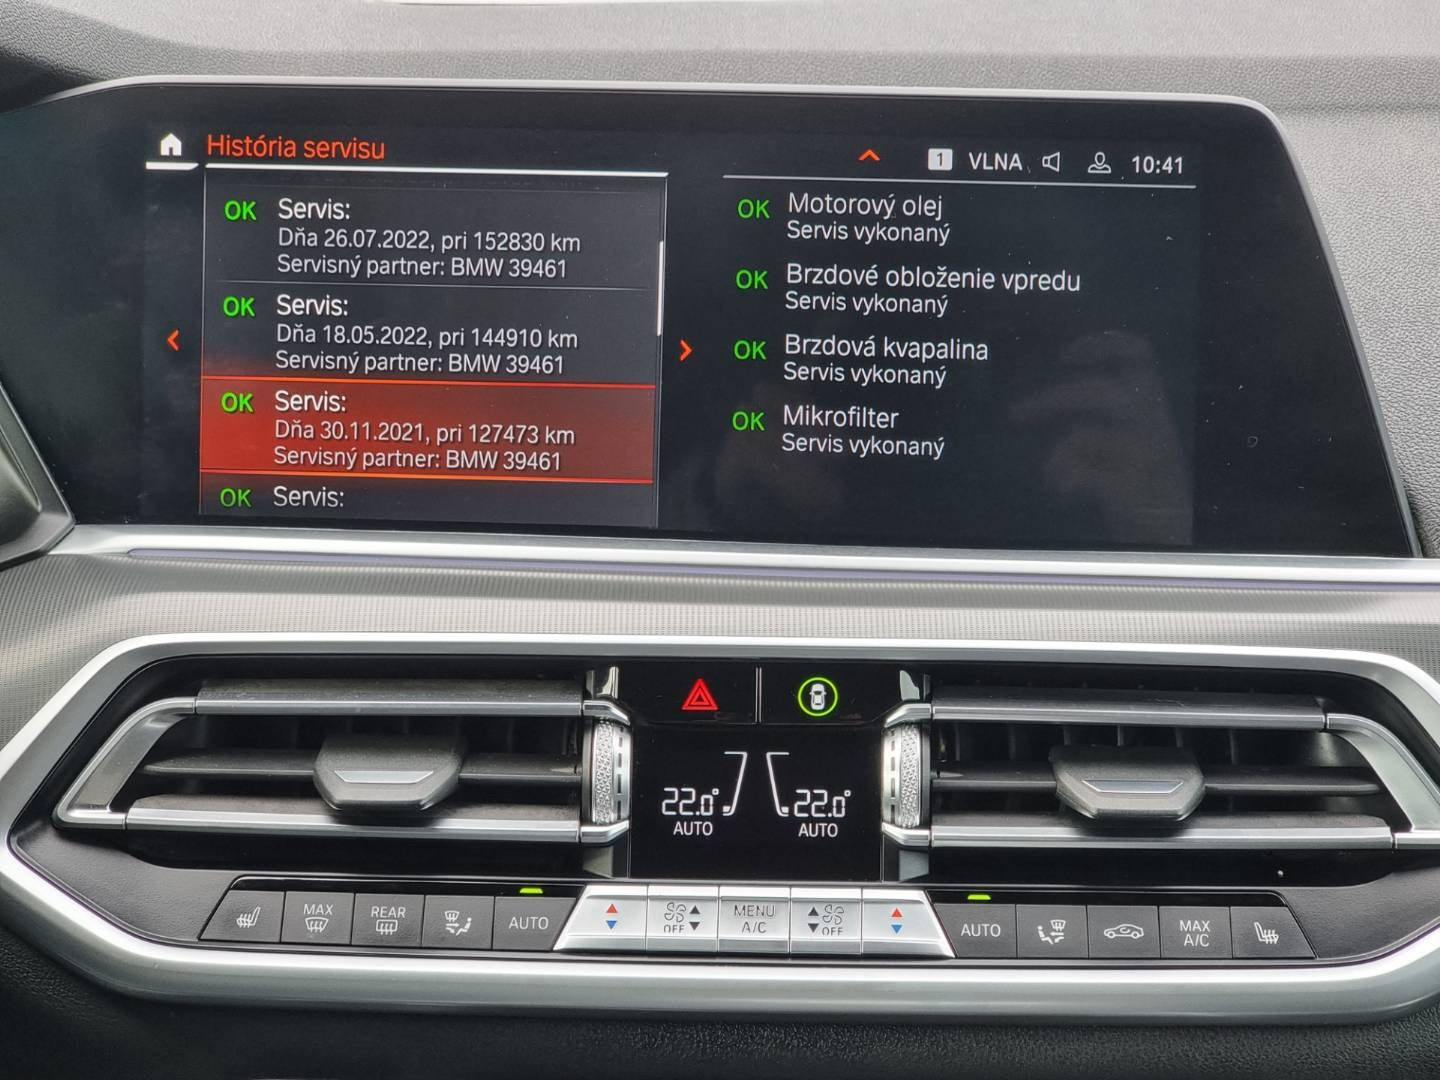 História servisu
1 VLNA 10:41
OK Servis:
Dňa 26.07.2022, pri 152830 km
Servisný partner: BMW 39461
OK Servis:
Dňa 18.05.2022, pri 144910 km
Servisný partner: BMW 39461
OK Servis:
Dňa 30.11.2021, pri 127473 km
Servisný partner: BMW 39461
OK Servis:
OK Motorový olej
Servis vykonaný
OK Brzdové obloženie vpredu
Servis vykonaný
OK Brzdová kvapalina
Servis vykonaný
OK Mikrofilter
Servis vykonaný
22.0° 22.0°
AUTO AUTO
MAX
REAR
AUTO
OFF
MENU
A/C
OFF
AUTO
MAX
A/C